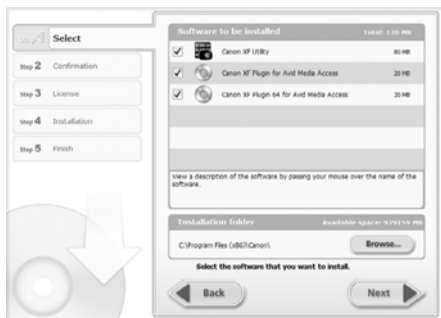 Step 1 Select
Step 2 Confirmation
Step 3 License
Step 4 Installation
Step 5 Finish
Software to be installed Total: 120 MB
Canon XF Utility 80 MB
Canon XF Plugin for Avid Media Access 20 MB
Canon XF Plugin 64 for Avid Media Access 20 MB
View a description of the software by passing your mouse over the name of the
software.
Installation folder Available space: 929159 MB
C:\Program Files (x86)\Canon\ Browse...
Select the software that you want to install.
Back Next